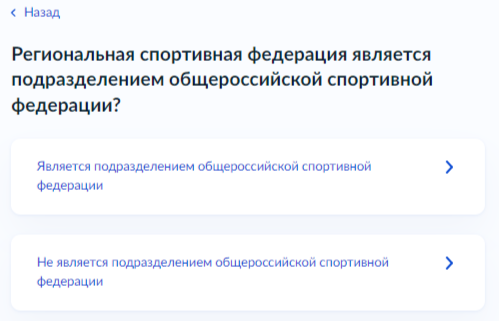 Назад
Региональная спортивная федерация является
подразделением общероссийской спортивной
федерации?
Является подразделением общероссийской спортивной
федерации
Не является подразделением общероссийской спортивной
федерации